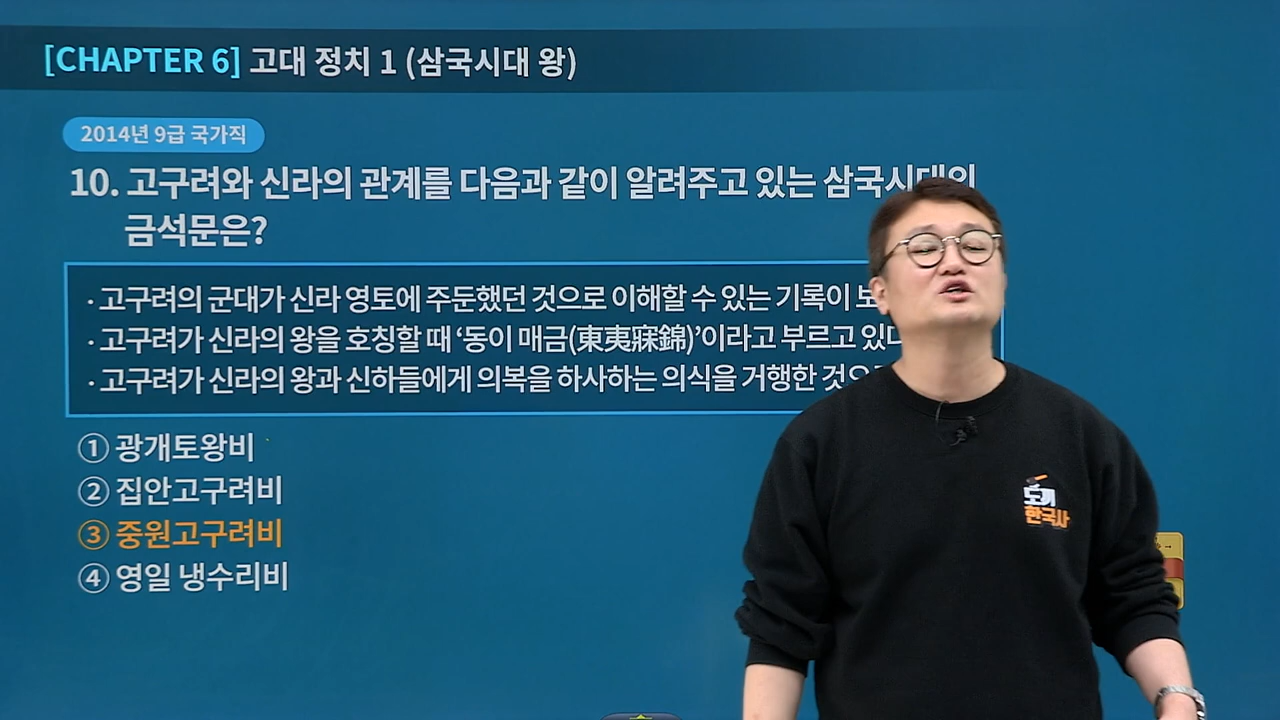 [CHAPTER 6] 고대 정치 1 (삼국시대 왕)
2014년 9급 국가직
10. 고구려와 신라의 관계를 다음과 같이 알려주고 있는 삼국시대의
금석문은?
· 고구려의 군대가 신라 영토에 주둔했던 것으로 이해할 수 있는 기록이
· 고구려가 신라의 왕을 호칭할 때 ‘동이 매금(東夷寐錦)’이라고 부르고 있다
· 고구려가 신라의 왕과 신하들에게 의복을 하사하는 의식을 거행한
① 광개토왕비
② 집안고구려비
③ 중원고구려비
④ 영일 냉수리비
도끼
한국사